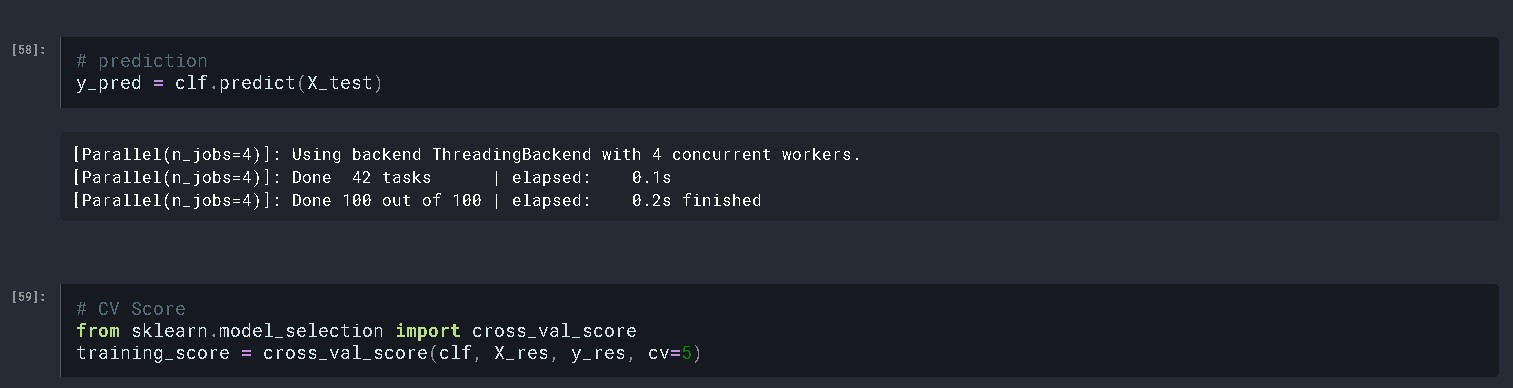 [58]:
# prediction
y_pred = clf.predict(X_test)
[Parallel(n_jobs=4)]: Using backend ThreadingBackend with 4 concurrent workers.
[Parallel(n_jobs=4)]: Done  42 tasks      | elapsed:    0.1s
[Parallel(n_jobs=4)]: Done 100 out of 100 | elapsed:    0.2s finished
[59]:
# CV Score
from sklearn.model_selection import cross_val_score
training_score = cross_val_score(clf, X_res, y_res, cv=5)